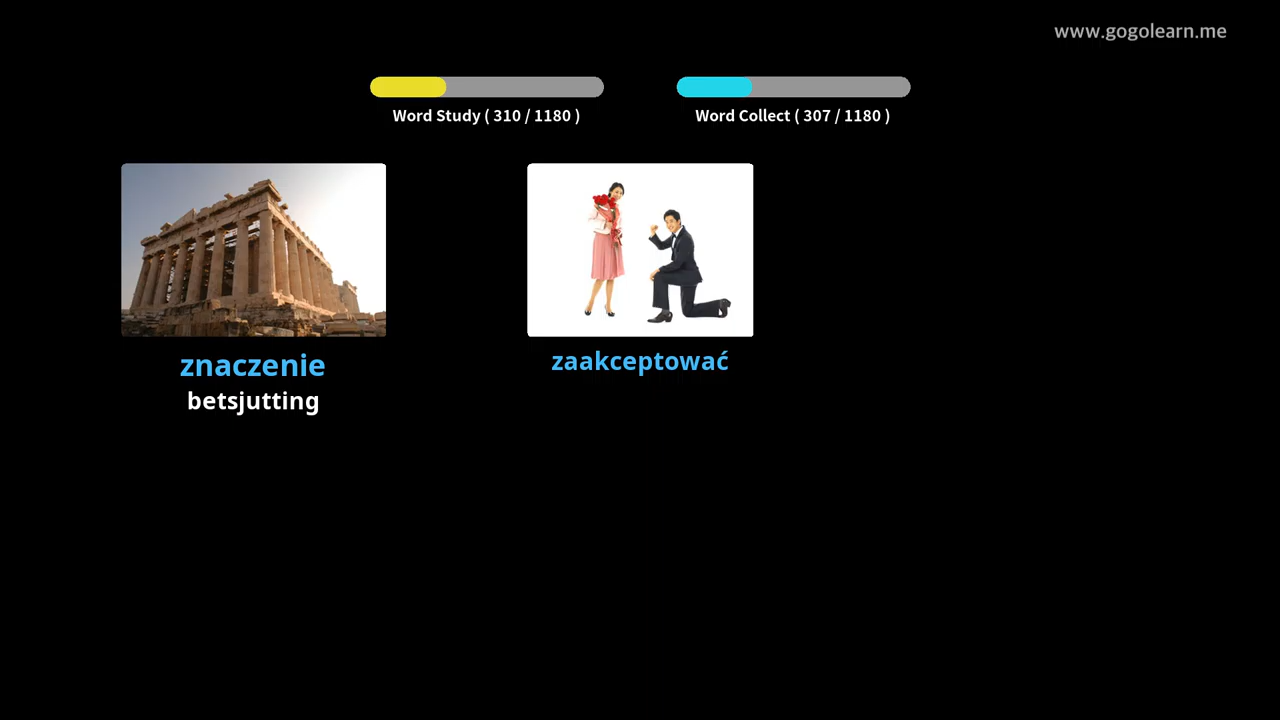 www.gogolearn.me
Word Study ( 310 / 1180 )
Word Collect ( 307 / 1180 )
znaczenie
betsjutting
zaakceptować